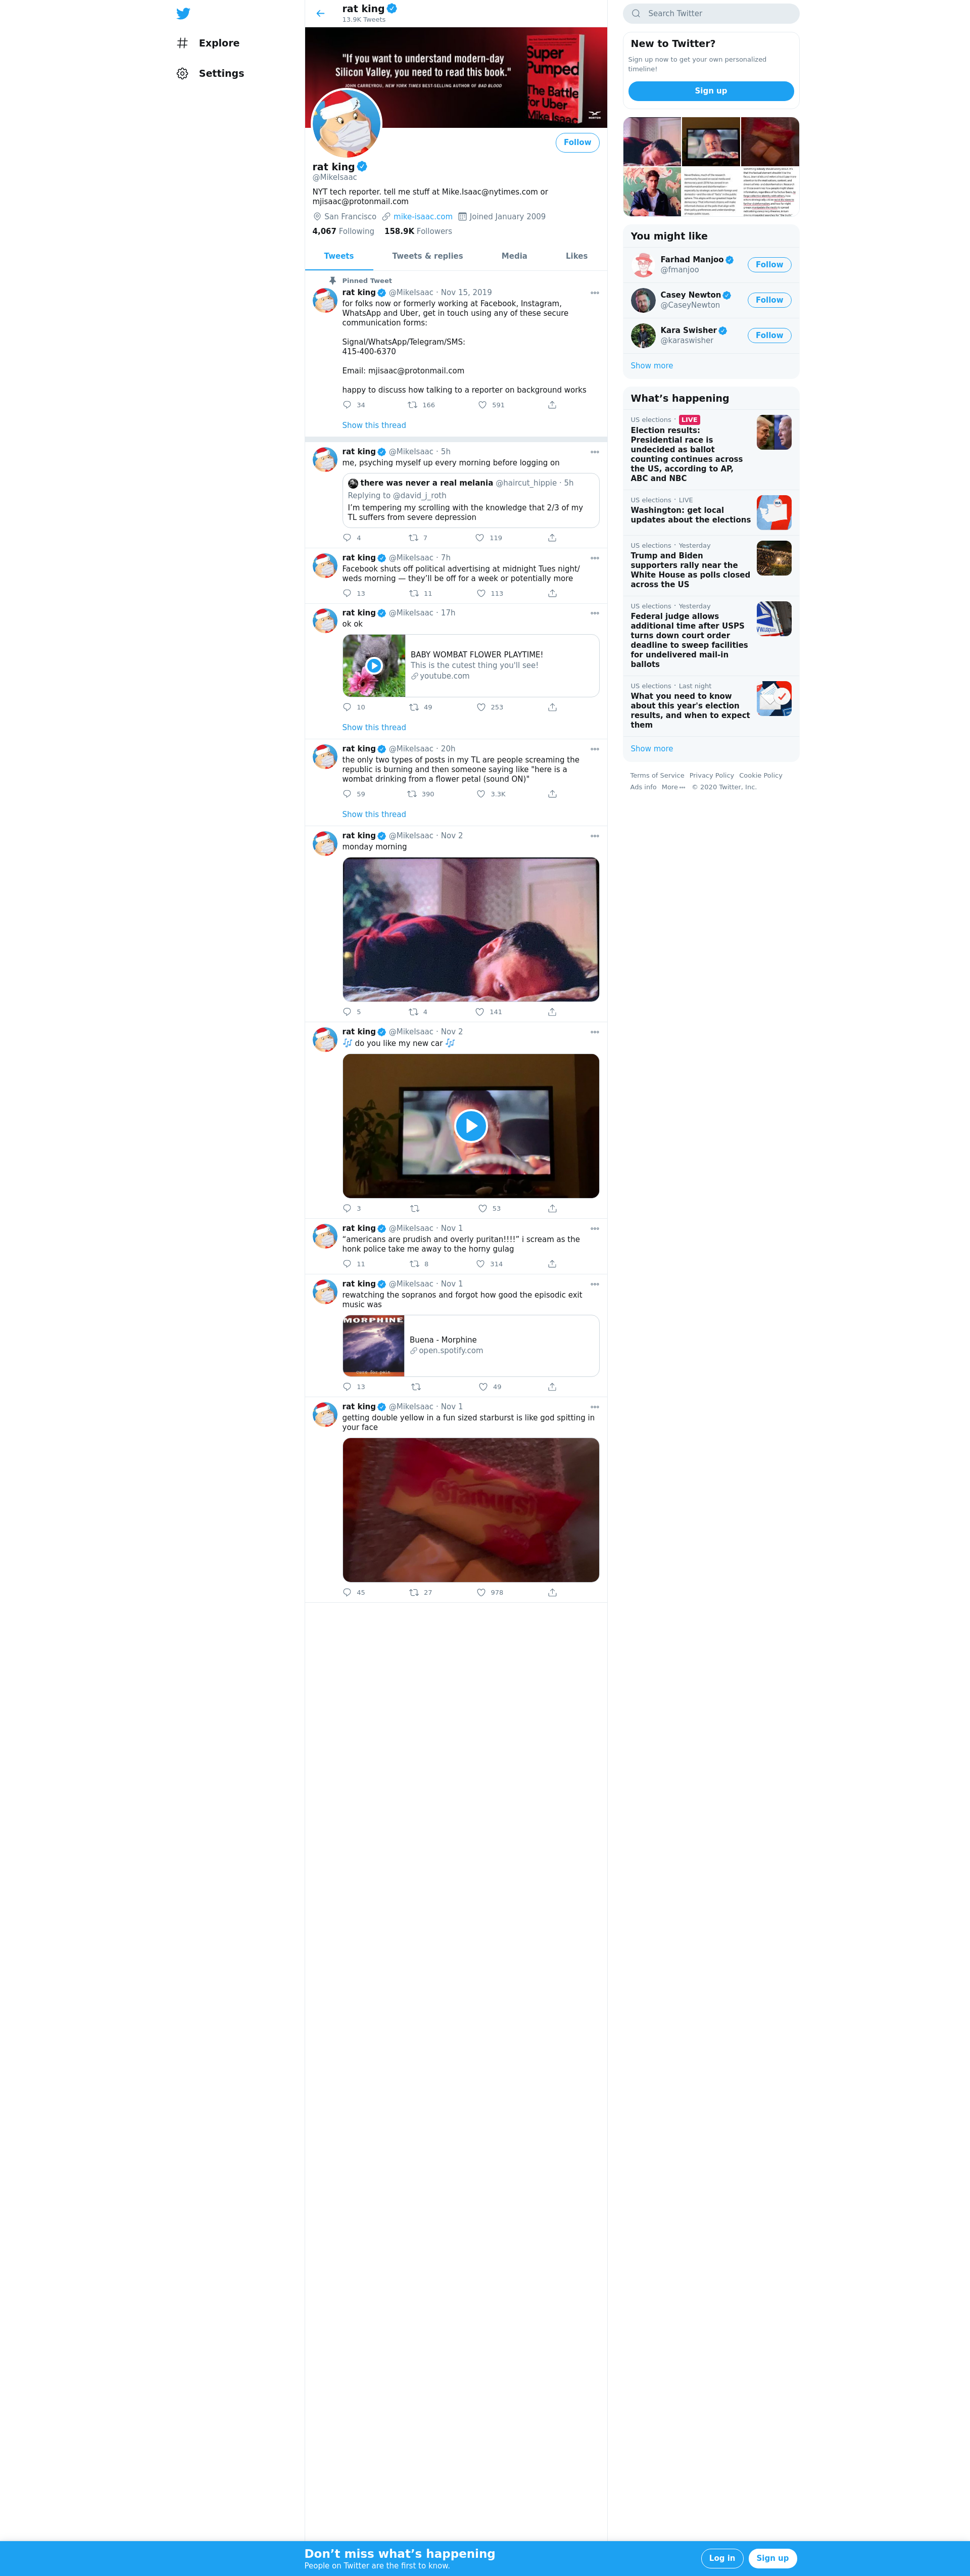 Explore
Settings
rat king
13.9K Tweets
"If you want to understand modern-day
Silicon Valley, you need to read this book."
JOHN CARREYROU, NEW YORK TIMES BEST-SELLING AUTHOR OF BAD BLOOD
Super
Pumped
The Battle
for Uber
Mike Isaac
NORTON
Follow
rat king
@MikeIsaac
NYT tech reporter. tell me stuff at Mike.Isaac@nytimes.com or
mjisaac@protonmail.com
San Francisco mike-isaac.com Joined January 2009
4,067 Following 158.9K Followers
Tweets Tweets & replies Media Likes
Pinned Tweet
rat king @MikeIsaac · Nov 15, 2019
for folks now or formerly working at Facebook, Instagram,
WhatsApp and Uber, get in touch using any of these secure
communication forms:
Signal/WhatsApp/Telegram/SMS:
415-400-6370
Email: mjisaac@protonmail.com
happy to discuss how talking to a reporter on background works
34 166 591
Show this thread
rat king @MikeIsaac · 5h
me, psyching myself up every morning before logging on
there was never a real melania @haircut_hippie · 5h
Replying to @david_j_roth
I'm tempering my scrolling with the knowledge that 2/3 of my
TL suffers from severe depression
4 7 119
rat king @MikeIsaac · 7h
Facebook shuts off political advertising at midnight Tues night/
weds morning — they'll be off for a week or potentially more
13 11 113
rat king @MikeIsaac · 17h
ok ok
BABY WOMBAT FLOWER PLAYTIME!
This is the cutest thing you'll see!
youtube.com
10 49 253
Show this thread
rat king @MikeIsaac · 20h
the only two types of posts in my TL are people screaming the
republic is burning and then someone saying like "here is a
wombat drinking from a flower petal (sound ON)"
59 390 3.3K
Show this thread
rat king @MikeIsaac · Nov 2
monday morning
5 4 141
rat king @MikeIsaac · Nov 2
🎶 do you like my new car 🎶
3 53
rat king @MikeIsaac · Nov 1
“americans are prudish and overly puritan!!!!” i scream as the
honk police take me away to the horny gulag
11 8 314
rat king @MikeIsaac · Nov 1
rewatching the sopranos and forgot how good the episodic exit
music was
MORPHINE
Buena - Morphine
open.spotify.com
13 49
rat king @MikeIsaac · Nov 1
getting double yellow in a fun sized starburst is like god spitting in
your face
Starburst
45 27 978
Search Twitter
New to Twitter?
Sign up now to get your own personalized
timeline!
Sign up
You might like
Farhad Manjoo
@fmanjoo
Follow
Casey Newton
@CaseyNewton
Follow
Kara Swisher
@karaswisher
Follow
Show more
What's happening
US elections · LIVE
Election results:
Presidential race is
undecided as ballot
counting continues across
the US, according to AP,
ABC and NBC
US elections · LIVE
Washington: get local
updates about the elections
US elections · Yesterday
Trump and Biden
supporters rally near the
White House as polls closed
across the US
US elections · Yesterday
Federal judge allows
additional time after USPS
turns down court order
deadline to sweep facilities
for undelivered mail-in
ballots
US elections · Last night
What you need to know
about this year's election
results, and when to expect
them
Show more
Terms of Service Privacy Policy Cookie Policy
Ads info More © 2020 Twitter, Inc.
Don't miss what's happening
People on Twitter are the first to know.
Log in Sign up